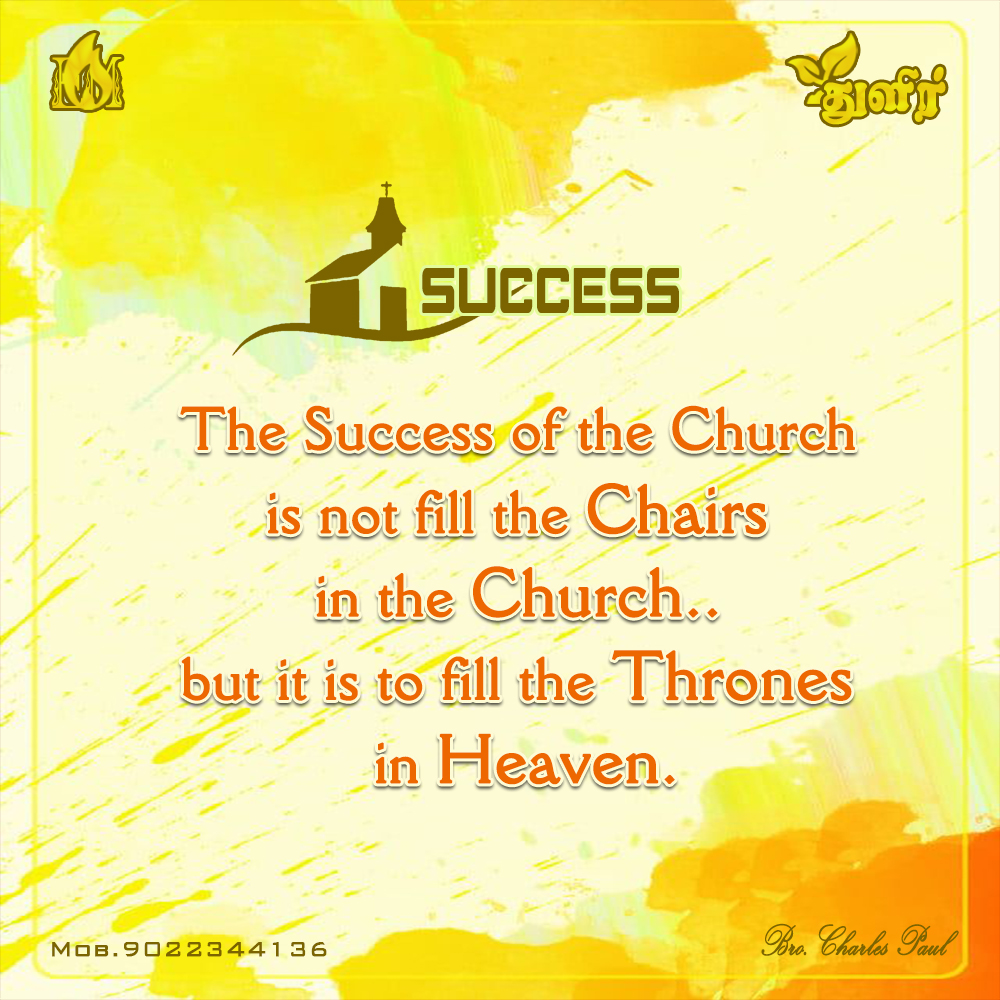 துளிர்
SUCCESS
The Success of the Church
is not fill the Chairs
in the Church..
but it is to fill the Thrones
in Heaven.
Mob.9022344136
Bro. Charles Paul